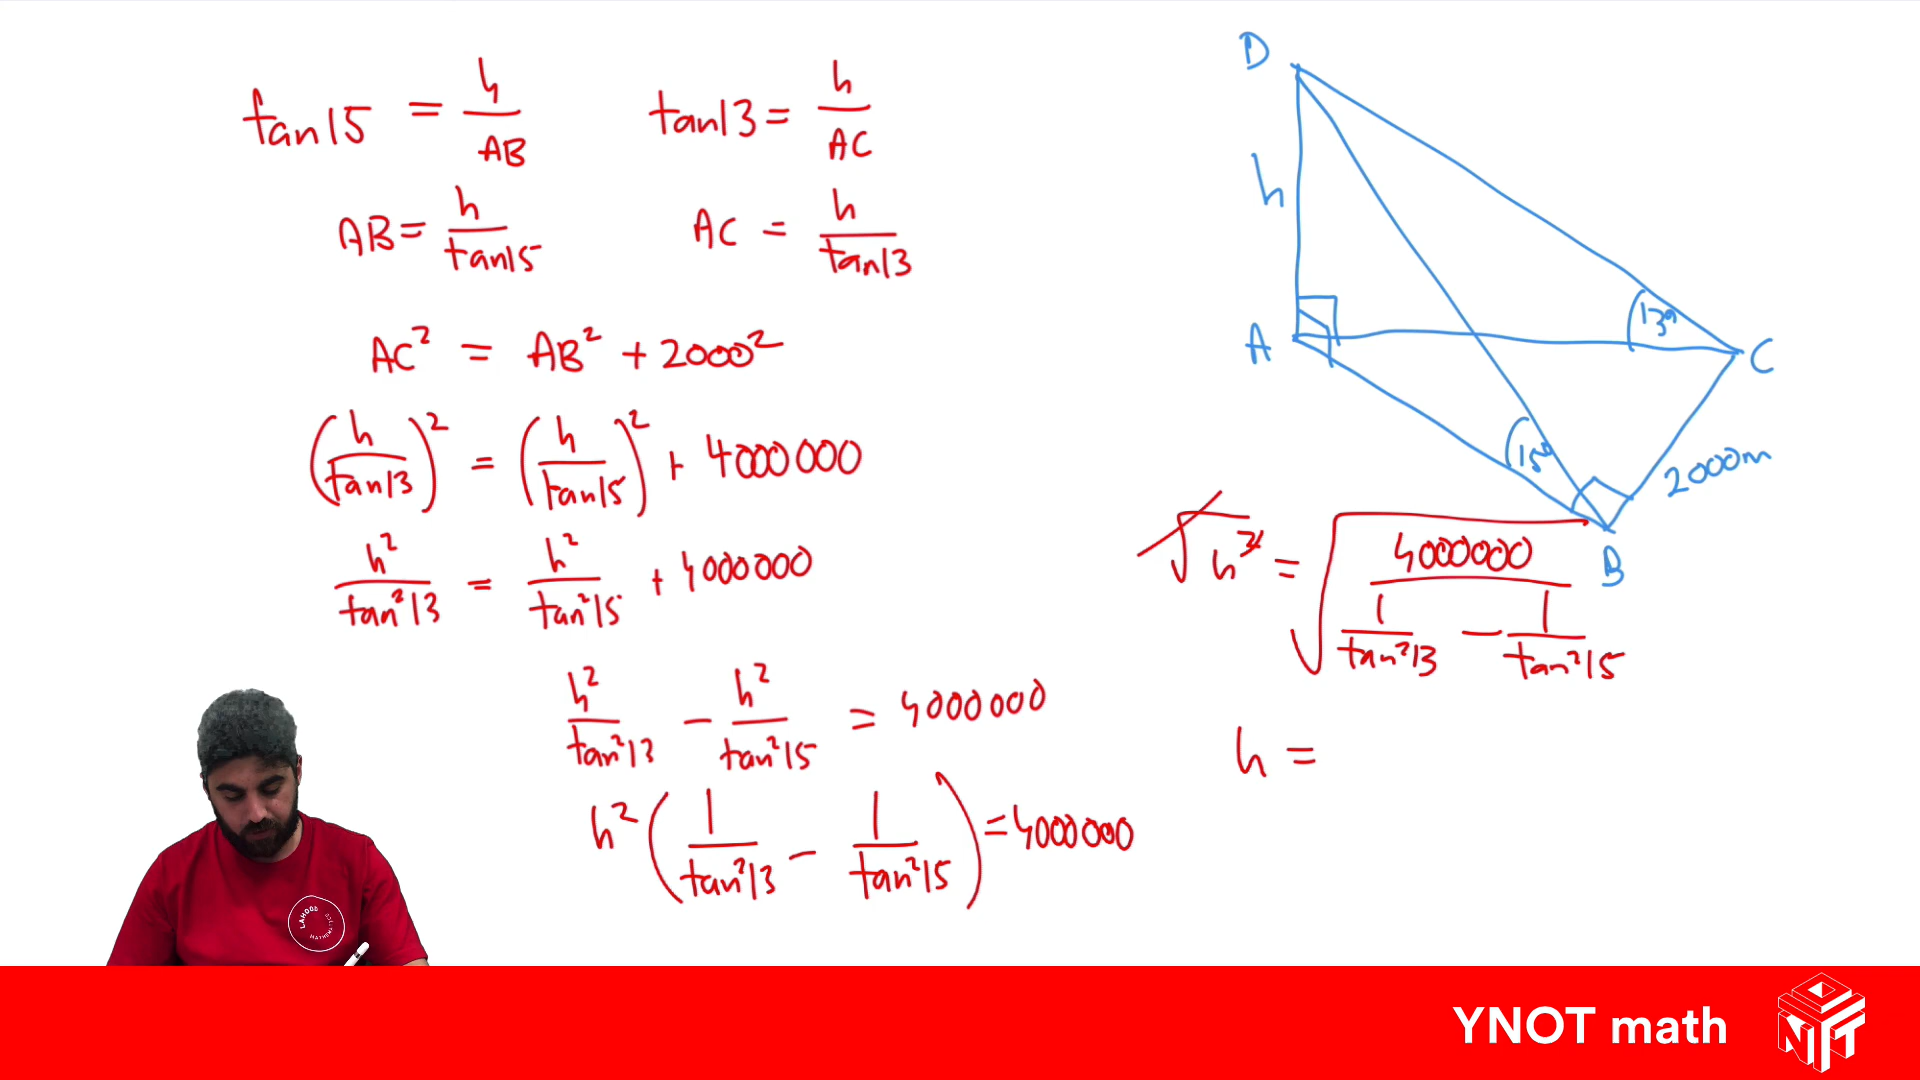 tan15 = h/AB
tan13 = h/AC
AB = h/tan15
AC = h/tan13
AC² = AB² + 2000²
(h/tan13)² = (h/tan15)² + 4000000
h²/tan²13 = h²/tan²15 + 4000000
h²/tan²13 - h²/tan²15 = 4000000
h²(1/tan²13 - 1/tan²15) = 4000000
D
h
A
13°
C
15°
2000m
B
√h² = √(4000000/(1/tan²13 - 1/tan²15))
h =
LAHOOD
YNOT math
NFT